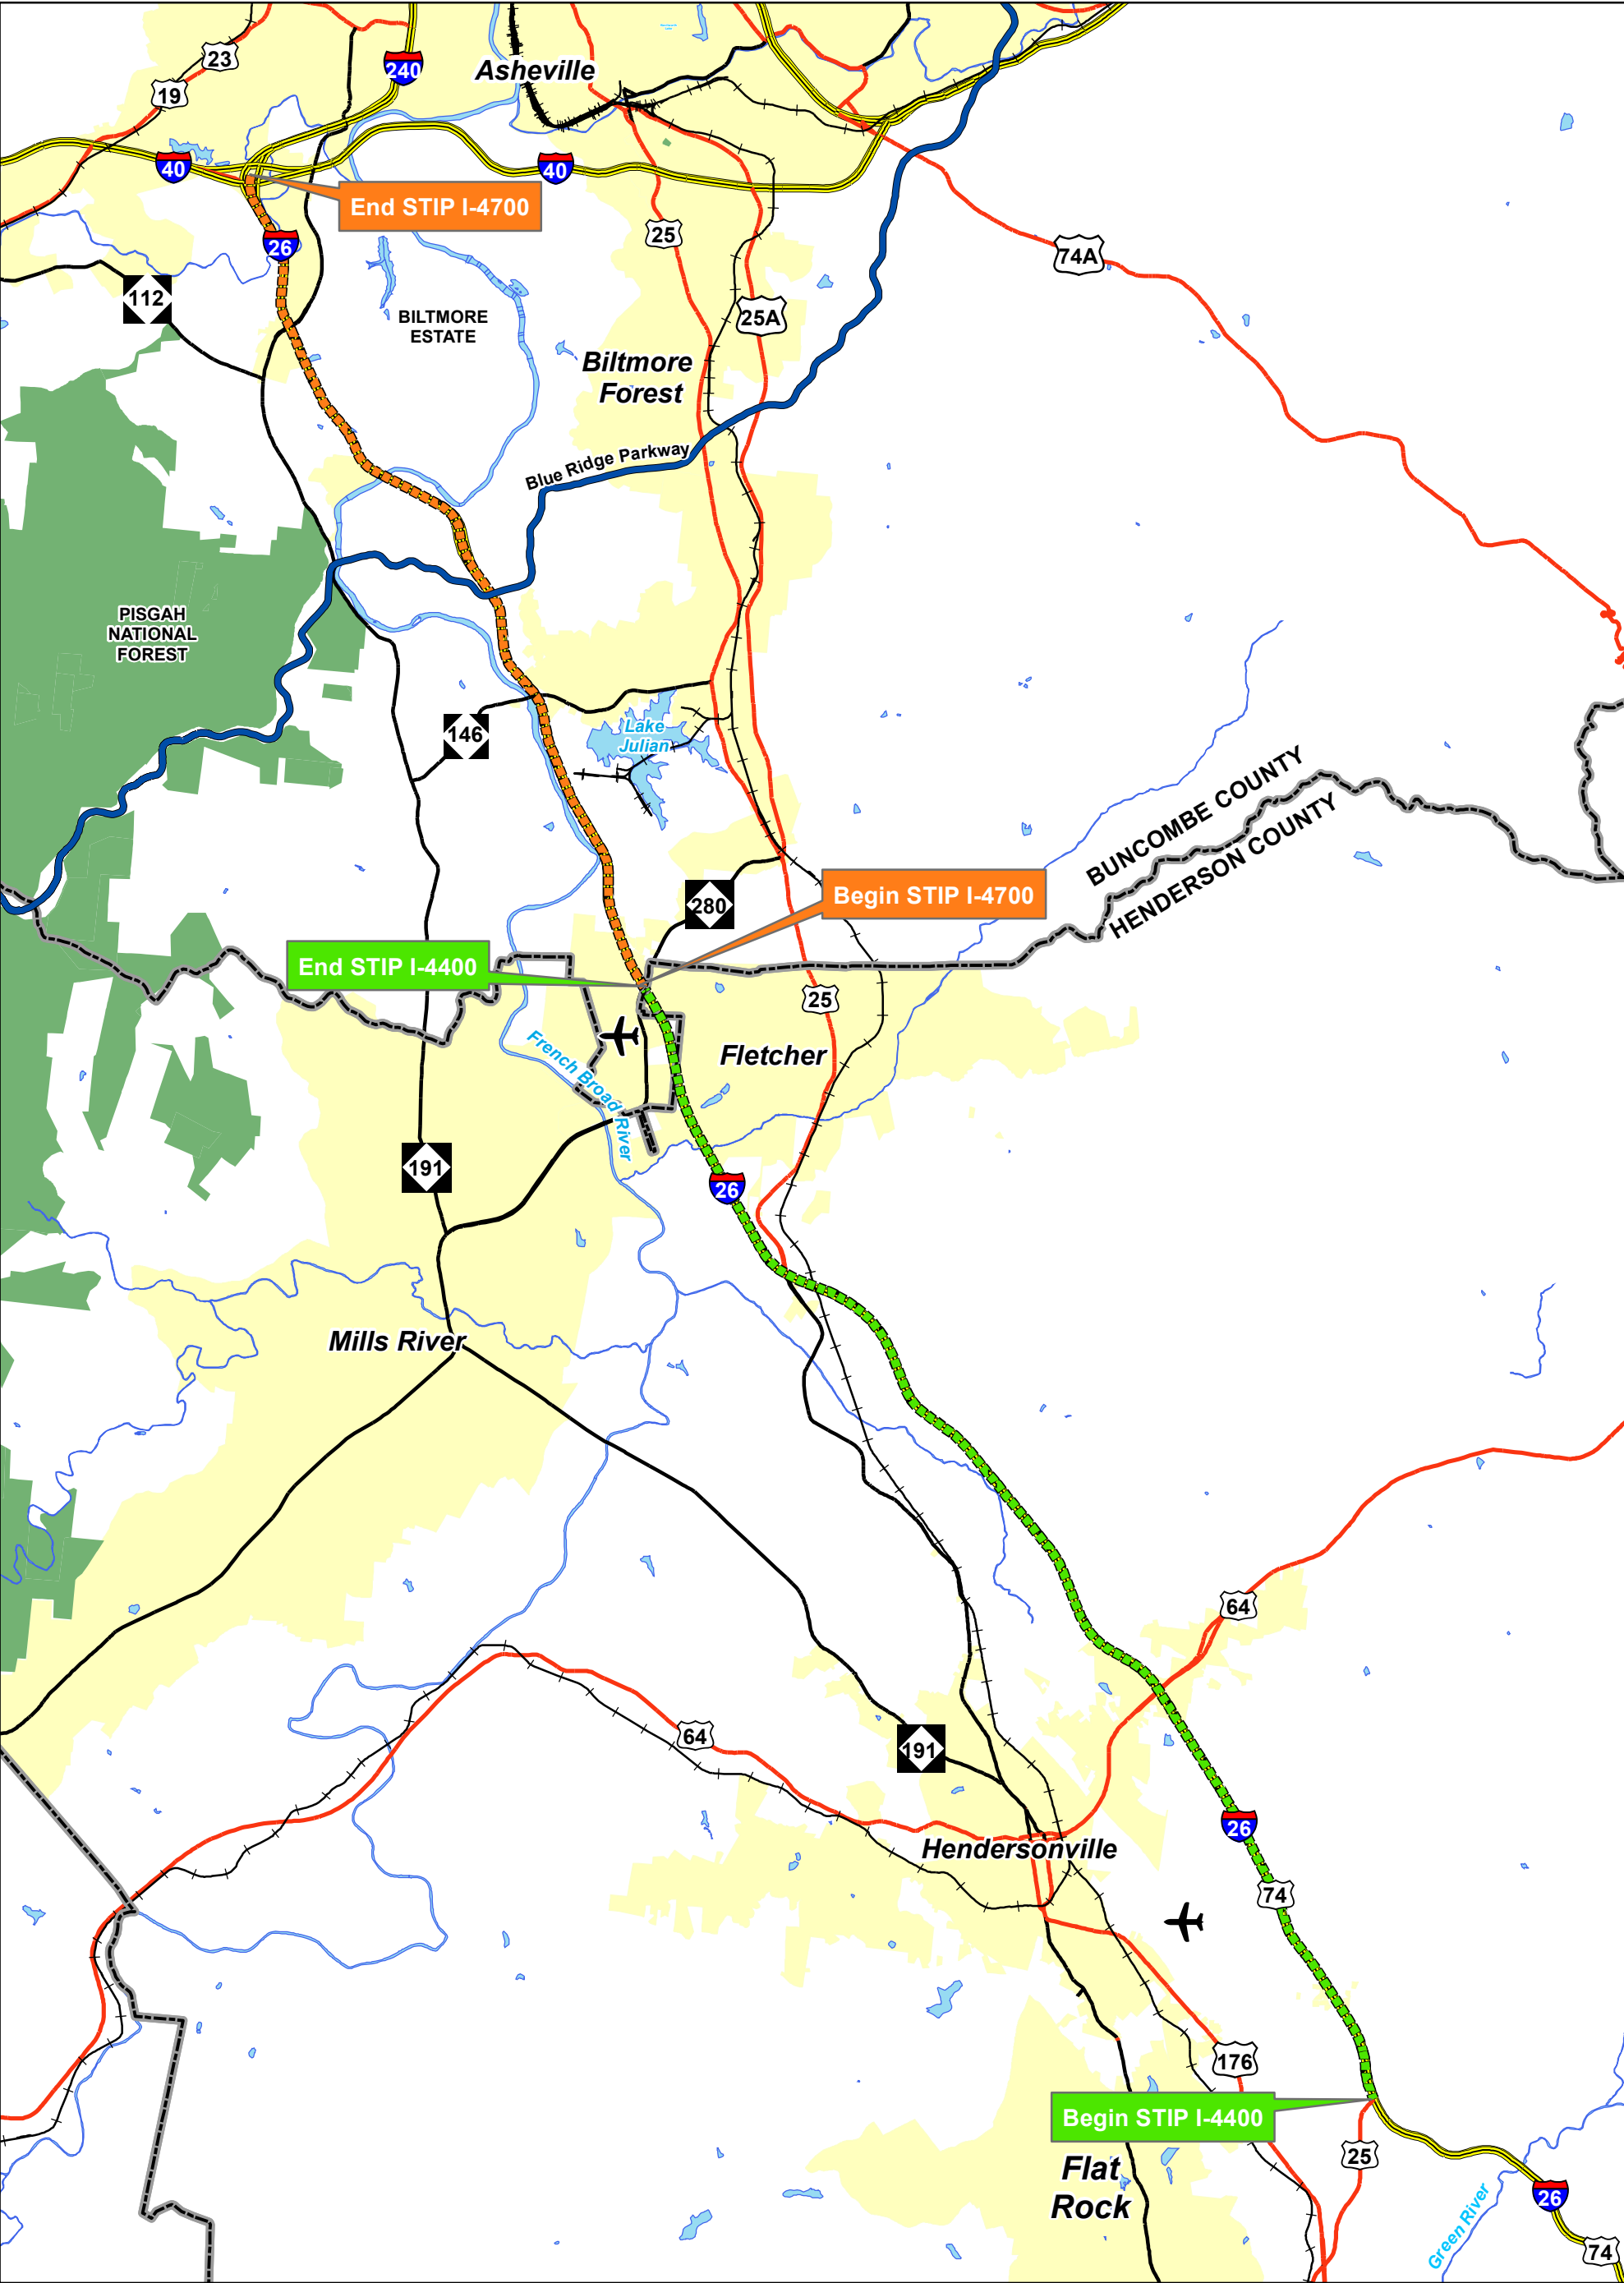 23
240
Asheville
19
40
40
End STIP I-4700
25
26
74A
112
BILTMORE
ESTATE
25A
Biltmore
Forest
Blue Ridge Parkway
PISGAH
NATIONAL
FOREST
146
Lake
Julian
BUNCOMBE COUNTY
HENDERSON COUNTY
Begin STIP I-4700
280
End STIP I-4400
25
French Broad River
Fletcher
191
26
Mills River
64
64
191
26
Hendersonville
74
176
Begin STIP I-4400
25
Flat
Rock
26
Green River
74